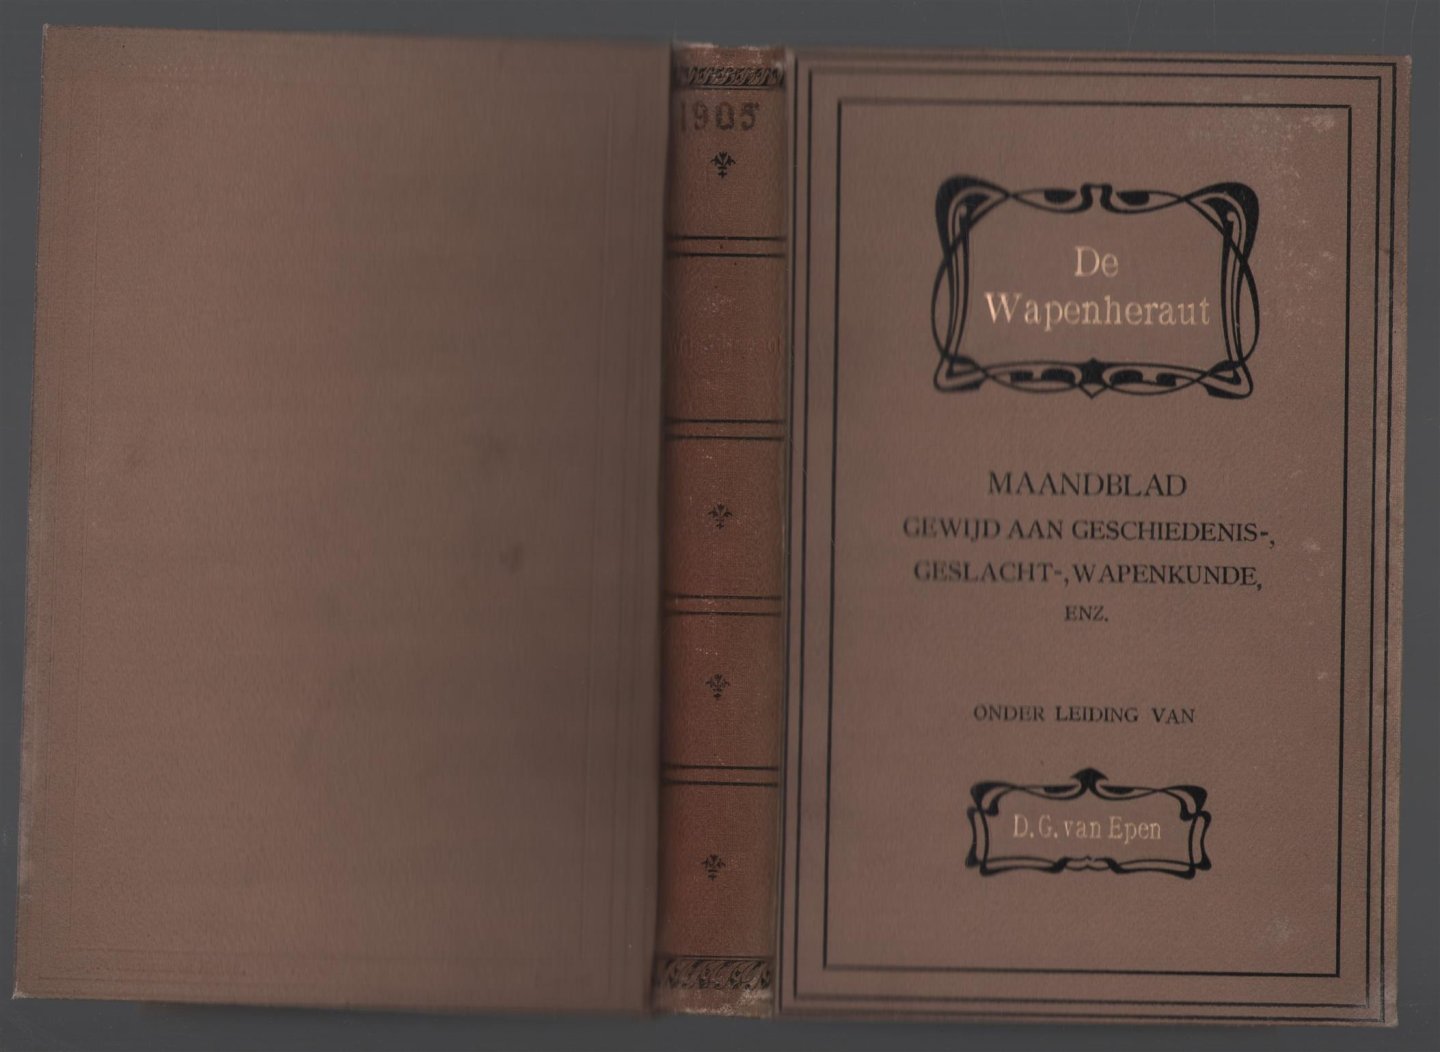 1905
De
Wapenheraut
MAANDBLAD
GEWIJD AAN GESCHIEDENIS-,
GESLACHT-, WAPENKUNDE,
ENZ.
ONDER LEIDING VAN
D. G. van Epen